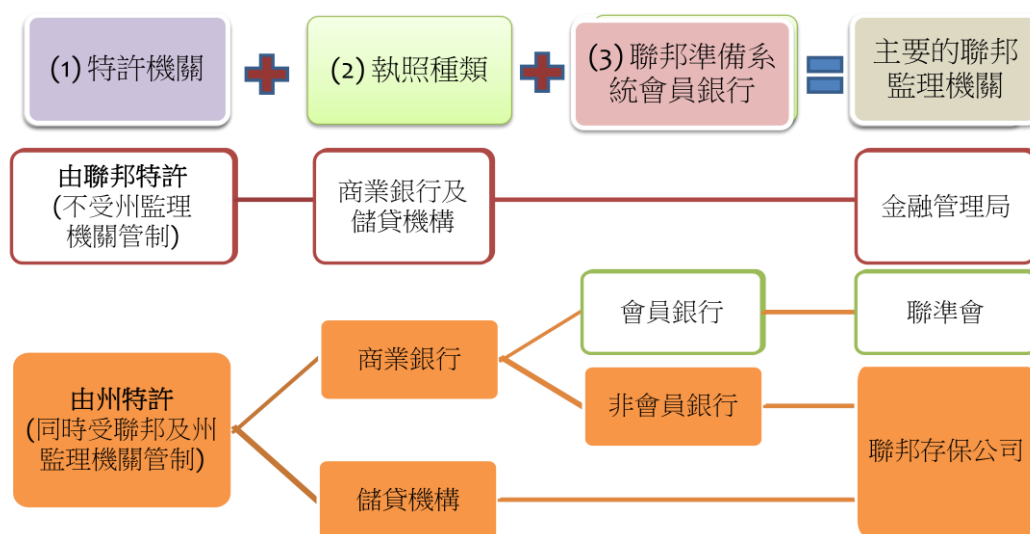 (1) 特許機關
(2) 執照種類
(3) 聯邦準備系
統會員銀行
主要的聯邦
監理機關
由聯邦特許
(不受州監理
機關管制)
商業銀行及
儲貸機構
金融管理局
會員銀行
聯準會
商業銀行
非會員銀行
由州特許
(同時受聯邦及州
監理機關管制)
聯邦存保公司
儲貸機構